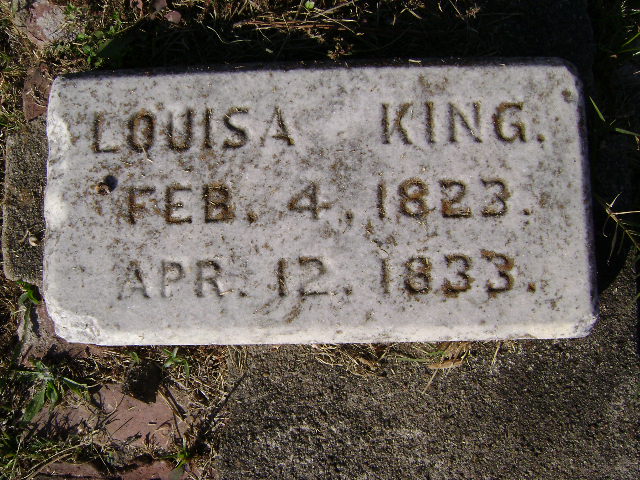 LOUISA KING.
FEB. 4, 1823.
APR. 12, 1833.